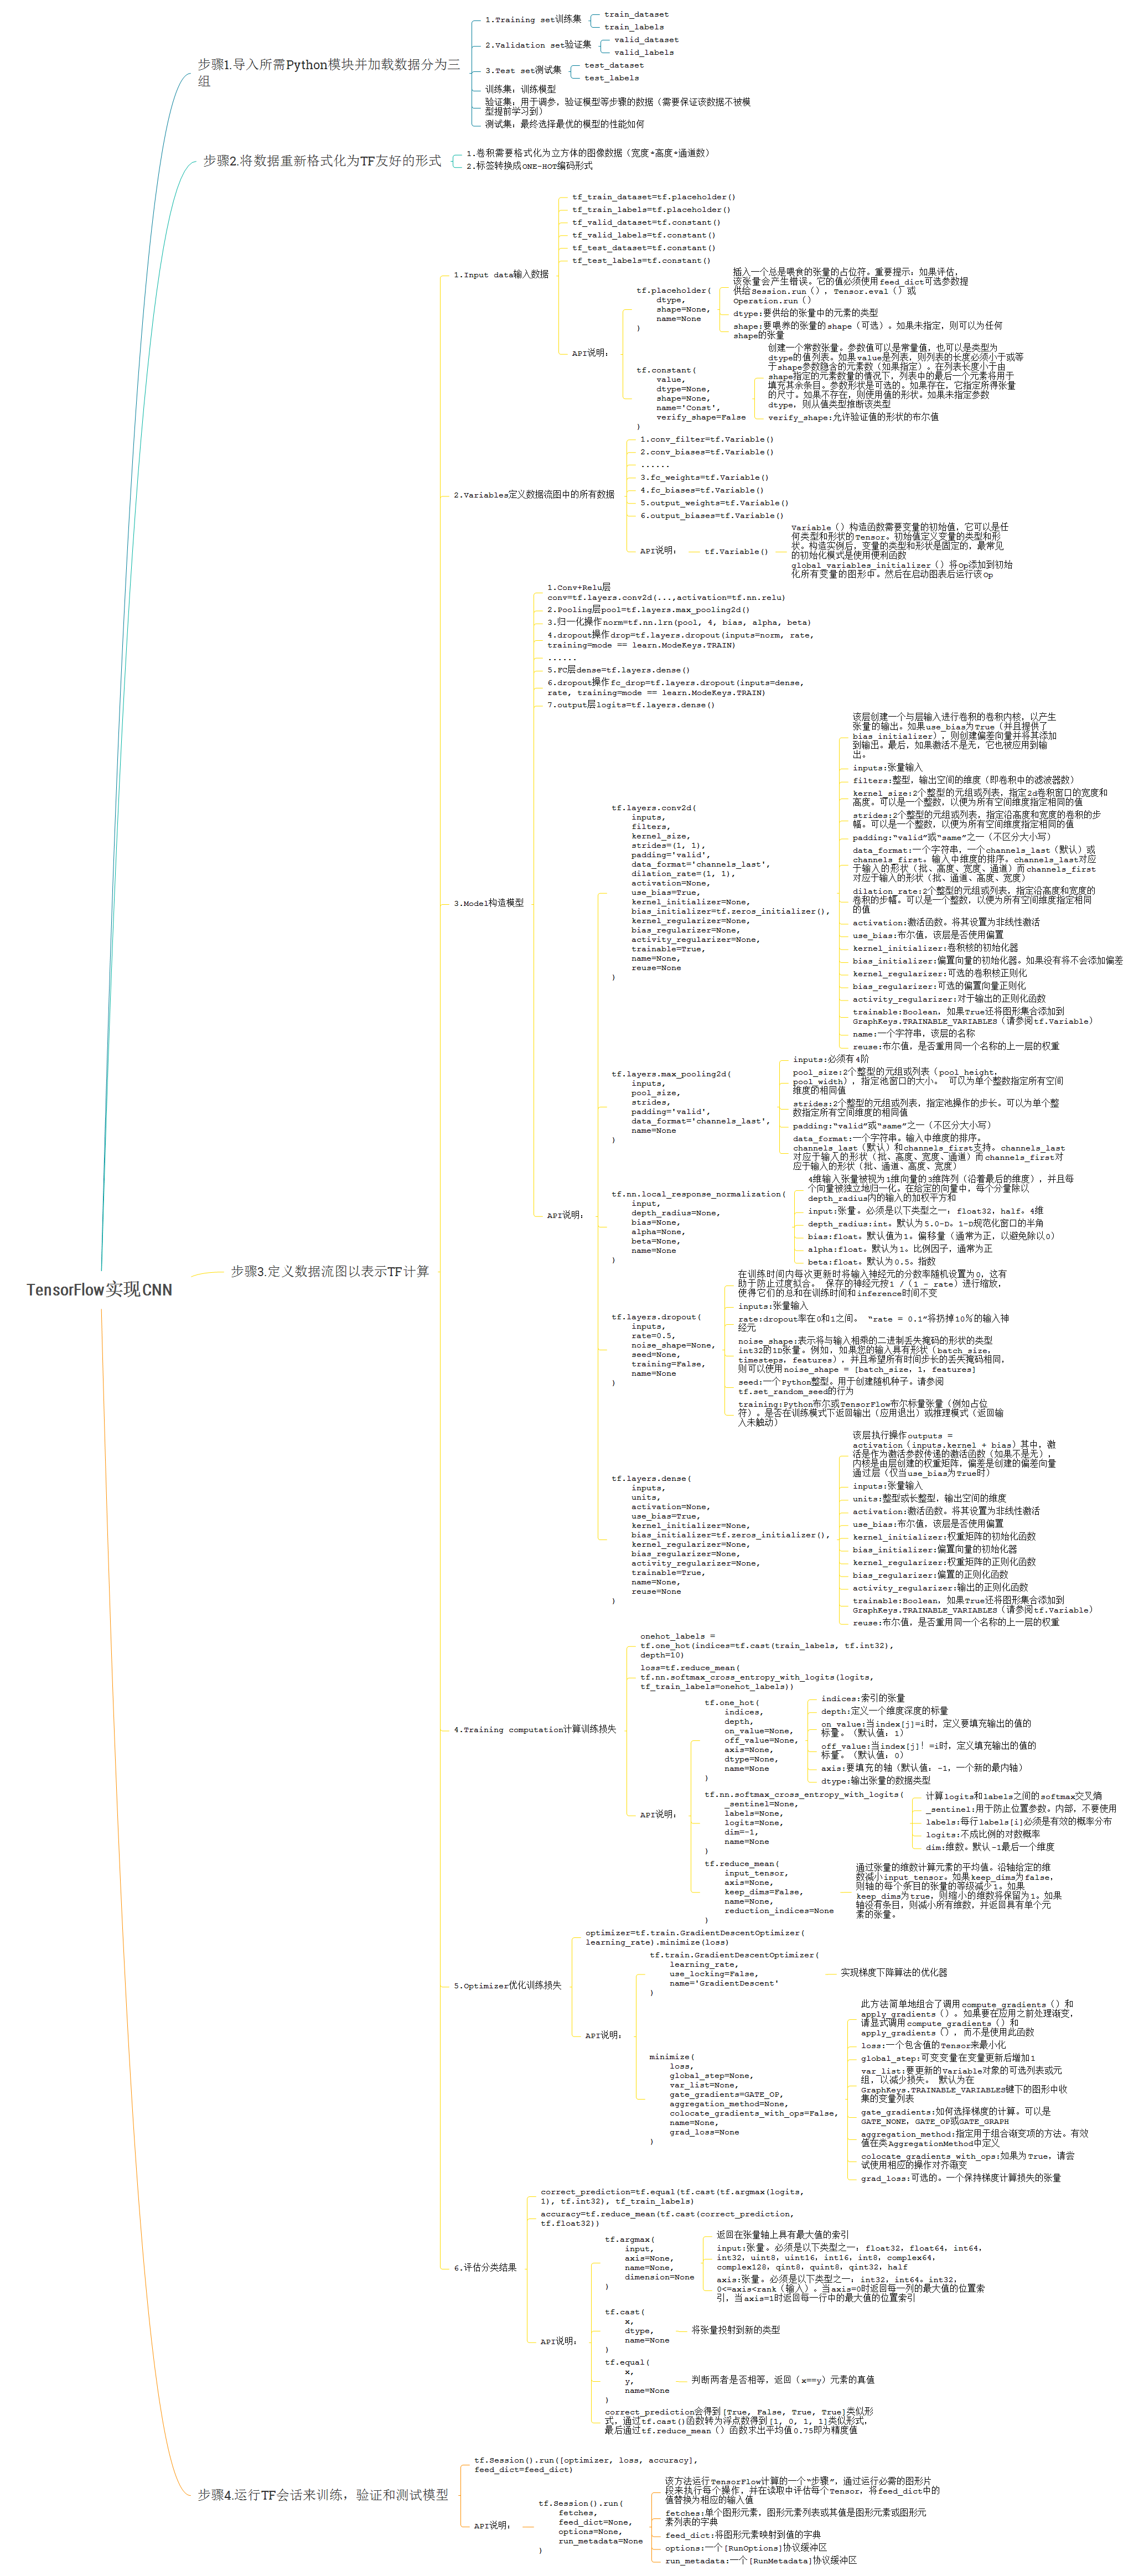 TensorFlow实现CNN
步骤1.导入所需Python模块并加载数据分为三
组
1.Training set训练集
train_dataset
train_labels
2.Validation set验证集
valid_dataset
valid_labels
3.Test set测试集
test_dataset
test_labels
训练集：训练模型
验证集：用于调参，验证模型等步骤的数据（需要保证该数据不被模
型提前学习到）
测试集：最终选择最优的模型的性能如何
步骤2.将数据重新格式化为TF友好的形式
1.卷积需要格式化为立方体的图像数据（宽度*高度*通道数）
2.标签转换成ONE-HOT编码形式
步骤3.定义数据流图以表示TF计算
1.Input data输入数据
tf_train_dataset=tf.placeholder()
tf_train_labels=tf.placeholder()
tf_valid_dataset=tf.constant()
tf_valid_labels=tf.constant()
tf_test_dataset=tf.constant()
tf_test_labels=tf.constant()
API说明：
tf.placeholder(
dtype,
shape=None,
name=None
)
插入一个总是喂食的张量的占位符。重要提示：如果评估，
该张量会产生错误。它的值必须使用feed_dict可选参数提
供给Session.run（），Tensor.eval（）或
Operation.run（）
dtype:要供给的张量中的元素的类型
shape:要喂养的张量的shape（可选）。如果未指定，则可以为任何
shape的张量
tf.constant(
value,
dtype=None,
shape=None,
name='Const',
verify_shape=False
)
创建一个常数张量。参数值可以是常量值，也可以是类型为
dtype的值列表。如果value是列表，则列表的长度必须小于或等
于shape参数隐含的元素数（如果指定）。在列表长度小于由
shape指定的元素数量的情况下，列表中的最后一个元素将用于
填充其余条目。参数形状是可选的。如果存在，它指定所得张量
的尺寸。如果不存在，则使用值的形状。如果未指定参数
dtype，则从值类型推断该类型
verify_shape:允许验证值的形状的布尔值
2.Variables定义数据流图中的所有数据
1.conv_filter=tf.Variable()
2.conv_biases=tf.Variable()
......
3.fc_weights=tf.Variable()
4.fc_biases=tf.Variable()
5.output_weights=tf.Variable()
6.output_biases=tf.Variable()
API说明：
tf.Variable()
Variable（）构造函数需要变量的初始值，它可以是任
何类型和形状的Tensor。初始值定义变量的类型和形
状。构造实例后，变量的类型和形状是固定的，最常见
的初始化模式是使用便利函数
global_variables_initializer（）将Op添加到初始
化所有变量的图形中。然后在启动图表后运行该Op
3.Model构造模型
1.Conv+Relu层
conv=tf.layers.conv2d(...,activation=tf.nn.relu)
2.Pooling层pool=tf.layers.max_pooling2d()
3.归一化操作norm=tf.nn.lrn(pool, 4, bias, alpha, beta)
4.dropout操作drop=tf.layers.dropout(inputs=norm, rate,
training=mode == learn.ModeKeys.TRAIN)
......
5.FC层dense=tf.layers.dense()
6.dropout操作fc_drop=tf.layers.dropout(inputs=dense,
rate, training=mode == learn.ModeKeys.TRAIN)
7.output层logits=tf.layers.dense()
API说明：
tf.layers.conv2d(
inputs,
filters,
kernel_size,
strides=(1, 1),
padding='valid',
data_format='channels_last',
dilation_rate=(1, 1),
activation=None,
use_bias=True,
kernel_initializer=None,
bias_initializer=tf.zeros_initializer(),
kernel_regularizer=None,
bias_regularizer=None,
activity_regularizer=None,
trainable=True,
name=None,
reuse=None
)
该层创建一个与层输入进行卷积的卷积内核，以产生
张量的输出。如果use_bias为True（并且提供了
bias_initializer），则创建偏差向量并将其添加
到输出。最后，如果激活不是无，它也被应用到输
出。
inputs:张量输入
filters:整型，输出空间的维度（即卷积中的滤波器数）
kernel_size:2个整型的元组或列表，指定2d卷积窗口的宽度和
高度。可以是一个整数，以便为所有空间维度指定相同的值
strides:2个整型的元组或列表，指定沿高度和宽度的卷积的步
幅。可以是一个整数，以便为所有空间维度指定相同的值
padding:“valid”或“same”之一（不区分大小写）
data_format:一个字符串，一个channels_last（默认）或
channels_first。输入中维度的排序。channels_last对应
于输入的形状（批、高度、宽度、通道）而channels_first
对应于输入的形状（批、通道、高度、宽度）
dilation_rate:2个整型的元组或列表，指定沿高度和宽度的
卷积的步幅。可以是一个整数，以便为所有空间维度指定相同
的值
activation:激活函数。将其设置为非线性激活
use_bias:布尔值，该层是否使用偏置
kernel_initializer:卷积核的初始化器
bias_initializer:偏置向量的初始化器。如果没有将不会添加偏差
kernel_regularizer:可选的卷积核正则化
bias_regularizer:可选的偏置向量正则化
activity_regularizer:对于输出的正则化函数
trainable:Boolean，如果True还将图形集合添加到
GraphKeys.TRAINABLE_VARIABLES（请参阅tf.Variable）
name:一个字符串，该层的名称
reuse:布尔值，是否重用同一个名称的上一层的权重
tf.layers.max_pooling2d(
inputs,
pool_size,
strides,
padding='valid',
data_format='channels_last',
name=None
)
inputs:必须有4阶
pool_size:2个整型的元组或列表（pool_height，
pool_width），指定池窗口的大小。 可以为单个整数指定所有空间
维度的相同值
strides:2个整型的元组或列表，指定池操作的步长。可以为单个整
数指定所有空间维度的相同值
padding:“valid”或“same”之一（不区分大小写）
data_format:一个字符串。输入中维度的排序。
channels_last（默认）和channels_first支持。channels_last
对应于输入的形状（批、高度、宽度、通道）而channels_first对
应于输入的形状（批、通道、高度、宽度）
tf.nn.local_response_normalization(
input,
depth_radius=None,
bias=None,
alpha=None,
beta=None,
name=None
)
4维输入张量被视为1维向量的3维阵列（沿着最后的维度），并且每
个向量被独立地归一化。在给定的向量中，每个分量除以
depth_radius内的输入的加权平方和
input:张量。必须是以下类型之一：float32，half。4维
depth_radius:int。默认为5.0-D。1-D规范化窗口的半角
bias:float。默认值为1。偏移量（通常为正，以避免除以0）
alpha:float。默认为1。比例因子，通常为正
beta:float。默认为0.5。指数
tf.layers.dropout(
inputs,
rate=0.5,
noise_shape=None,
seed=None,
training=False,
name=None
)
在训练时间内每次更新时将输入神经元的分数率随机设置为0，这有
助于防止过度拟合。 保存的神经元按1 /（1 - rate）进行缩放，
使得它们的总和在训练时间和inference时间不变
inputs:张量输入
rate:dropout率在0和1之间。 “rate = 0.1”将扔掉10%的输入神
经元
noise_shape:表示将与输入相乘的二进制丢失掩码的形状的类型
int32的1D张量。例如，如果您的输入具有形状（batch_size，
timesteps，features），并且希望所有时间步长的丢失掩码相同，
则可以使用noise_shape = [batch_size，1，features]
seed:一个Python整型。用于创建随机种子。请参阅
tf.set_random_seed的行为
training:Python布尔或TensorFlow布尔标量张量（例如占位
符）。是否在训练模式下返回输出（应用退出）或推理模式（返回输
入未触动）
tf.layers.dense(
inputs,
units,
activation=None,
use_bias=True,
kernel_initializer=None,
bias_initializer=tf.zeros_initializer(),
kernel_regularizer=None,
bias_regularizer=None,
activity_regularizer=None,
trainable=True,
name=None,
reuse=None
)
该层执行操作outputs =
activation（inputs.kernel + bias）其中，激
活是作为激活参数传递的激活函数（如果不是无），
内核是由层创建的权重矩阵，偏差是创建的偏差向量
通过层（仅当use_bias为True时）
inputs:张量输入
units:整型或长整型，输出空间的维度
activation:激活函数。将其设置为非线性激活
use_bias:布尔值，该层是否使用偏置
kernel_initializer:权重矩阵的初始化函数
bias_initializer:偏置向量的初始化器
kernel_regularizer:权重矩阵的正则化函数
bias_regularizer:偏置的正则化函数
activity_regularizer:输出的正则化函数
trainable:Boolean，如果True还将图形集合添加到
GraphKeys.TRAINABLE_VARIABLES（请参阅tf.Variable）
reuse:布尔值，是否重用同一个名称的上一层的权重
4.Training computation计算训练损失
onehot_labels =
tf.one_hot(indices=tf.cast(train_labels, tf.int32),
depth=10)
loss=tf.reduce_mean(
tf.nn.softmax_cross_entropy_with_logits(logits,
tf_train_labels=onehot_labels))
API说明：
tf.one_hot(
indices,
depth,
on_value=None,
off_value=None,
axis=None,
dtype=None,
name=None
)
indices:索引的张量
depth:定义一个维度深度的标量
on_value:当index[j]=i时，定义要填充输出的值的
标量。（默认值：1）
off_value:当index[j]！=i时，定义填充输出的值的
标量。（默认值：0）
axis:要填充的轴（默认值：-1，一个新的最内轴）
dtype:输出张量的数据类型
tf.nn.softmax_cross_entropy_with_logits(
_sentinel=None,
labels=None,
logits=None,
dim=-1,
name=None
)
计算logits和labels之间的softmax交叉熵
_sentinel:用于防止位置参数。内部，不要使用
labels:每行labels[i]必须是有效的概率分布
logits:不成比例的对数概率
dim:维数。默认-1最后一个维度
tf.reduce_mean(
input_tensor,
axis=None,
keep_dims=False,
name=None,
reduction_indices=None
)
通过张量的维数计算元素的平均值。沿轴给定的维
数减小input_tensor。如果keep_dims为false，
则轴的每个条目的张量的等级减少1。如果
keep_dims为true，则缩小的维数将保留为1。如果
轴没有条目，则减小所有维数，并返回具有单个元
素的张量。
5.Optimizer优化训练损失
optimizer=tf.train.GradientDescentOptimizer(
learning_rate).minimize(loss)
API说明：
tf.train.GradientDescentOptimizer(
learning_rate,
use_locking=False,
name='GradientDescent'
)
实现梯度下降算法的优化器
minimize(
loss,
global_step=None,
var_list=None,
gate_gradients=GATE_OP,
aggregation_method=None,
colocate_gradients_with_ops=False,
name=None,
grad_loss=None
)
此方法简单地组合了调用compute_gradients（）和
apply_gradients（）。如果要在应用之前处理渐变，
请显式调用compute_gradients（）和
apply_gradients（），而不是使用此函数
loss:一个包含值的Tensor来最小化
global_step:可变变量在变量更新后增加1
var_list:要更新的Variable对象的可选列表或元
组，以减少损失。 默认为在
GraphKeys.TRAINABLE_VARIABLES键下的图形中收
集的变量列表
gate_gradients:如何选择梯度的计算。可以是
GATE_NONE，GATE_OP或GATE_GRAPH
aggregation_method:指定用于组合渐变项的方法。有效
值在类AggregationMethod中定义
colocate_gradients_with_ops:如果为True，请尝
试使用相应的操作对齐渐变
grad_loss:可选的。一个保持梯度计算损失的张量
6.评估分类结果
correct_prediction=tf.equal(tf.cast(tf.argmax(logits,
1), tf.int32), tf_train_labels)
accuracy=tf.reduce_mean(tf.cast(correct_prediction,
tf.float32))
API说明：
tf.argmax(
input,
axis=None,
name=None,
dimension=None
)
返回在张量轴上具有最大值的索引
input:张量。必须是以下类型之一：float32，float64，int64，
int32，uint8，uint16，int16，int8，complex64，
complex128，qint8，quint8，qint32，half
axis:张量。必须是以下类型之一：int32，int64。int32，
0<=axis<rank（输入）。当axis=0时返回每一列的最大值的位置索
引，当axis=1时返回每一行中的最大值的位置索引
tf.cast(
x,
dtype,
name=None
)
将张量投射到新的类型
tf.equal(
x,
y,
name=None
)
判断两者是否相等，返回（x==y）元素的真值
correct_prediction会得到[True, False, True, True]类似形
式，通过tf.cast()函数转为浮点数得到[1, 0, 1, 1]类似形式，
最后通过tf.reduce_mean（）函数求出平均值0.75即为精度值
步骤4.运行TF会话来训练，验证和测试模型
tf.Session().run([optimizer, loss, accuracy],
feed_dict=feed_dict)
API说明：
tf.Session().run(
fetches,
feed_dict=None,
options=None,
run_metadata=None
)
该方法运行TensorFlow计算的一个“步骤”，通过运行必需的图形片
段来执行每个操作，并在读取中评估每个Tensor，将feed_dict中的
值替换为相应的输入值
fetches:单个图形元素，图形元素列表或其值是图形元素或图形元
素列表的字典
feed_dict:将图形元素映射到值的字典
options:一个[RunOptions]协议缓冲区
run_metadata:一个[RunMetadata]协议缓冲区